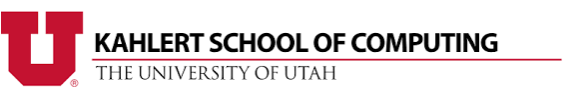 U®
KAHLERT SCHOOL OF COMPUTING
THE UNIVERSITY OF UTAH